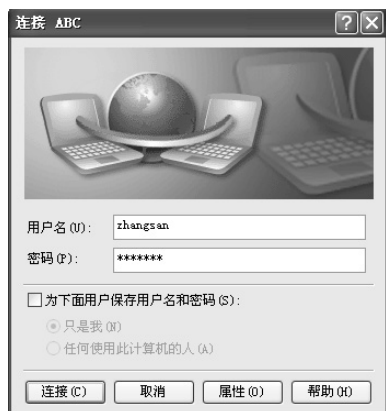 连接 ABC
用户名(U): zhangsan
密码(P): *******
为下面用户保存用户名和密码(S):
只是我(N)
任何使用此计算机的人(A)
连接(C) 取消 属性(O) 帮助(H)